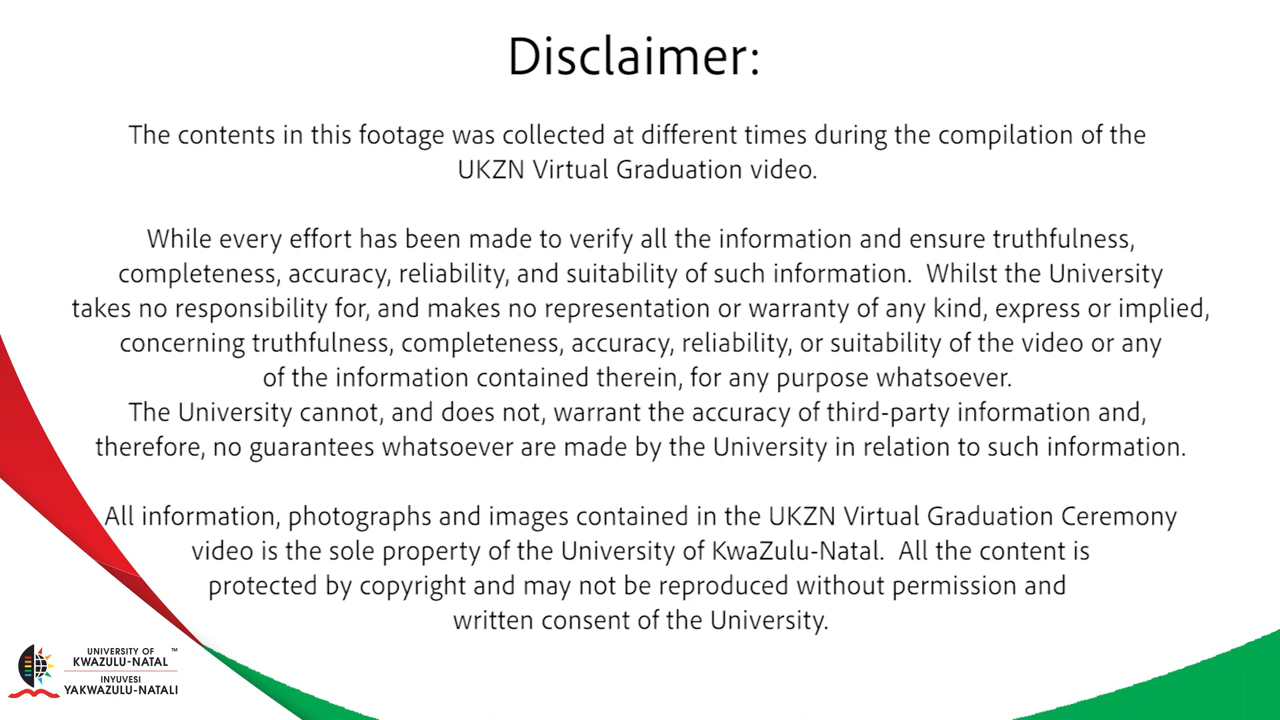 Disclaimer:
The contents in this footage was collected at different times during the compilation of the
UKZN Virtual Graduation video.
While every effort has been made to verify all the information and ensure truthfulness,
completeness, accuracy, reliability, and suitability of such information. Whilst the University
takes no responsibility for, and makes no representation or warranty of any kind, express or implied,
concerning truthfulness, completeness, accuracy, reliability, or suitability of the video or any
of the information contained therein, for any purpose whatsoever.
The University cannot, and does not, warrant the accuracy of third-party information and,
therefore, no guarantees whatsoever are made by the University in relation to such information.
All information, photographs and images contained in the UKZN Virtual Graduation Ceremony
video is the sole property of the University of KwaZulu-Natal. All the content is
protected by copyright and may not be reproduced without permission and
written consent of the University.
UNIVERSITY OF ™
KWAZULU-NATAL
INYUVESI
YAKWAZULU-NATALI